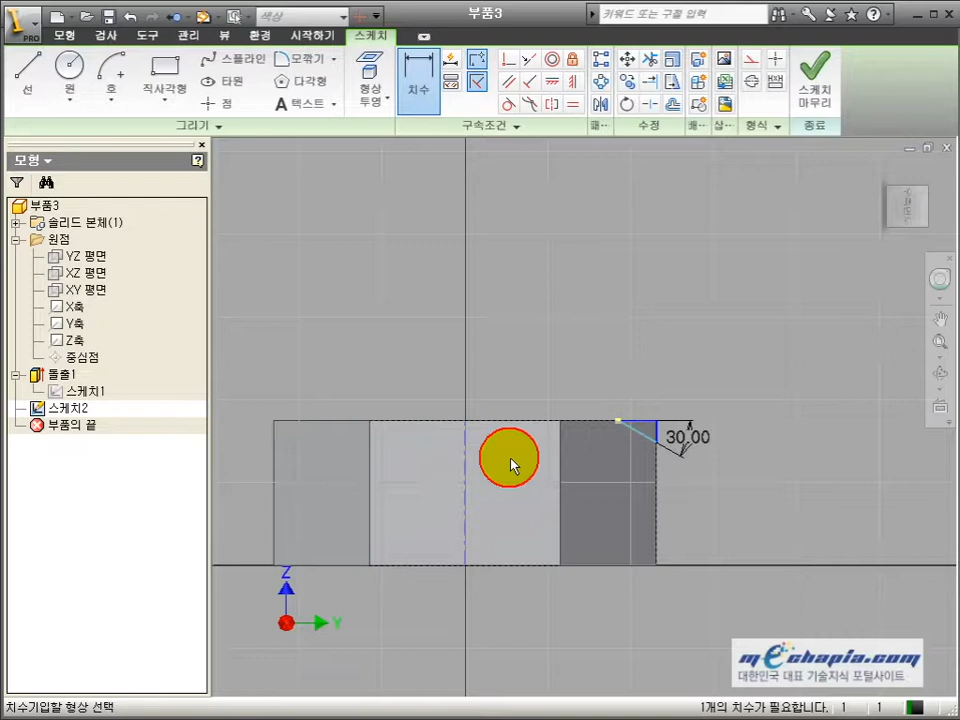 PRO
색상
부품3
키워드 또는 구절 입력
모형 검사 도구 관리 뷰 환경 시작하기 스케치
선 원 호 직사각형
스플라인 모깎기
타원 다각형
점 텍스트
형상 투영
치수
스케치 마무리
그리기 구속조건 패… 수정 배… 삽… 형식 종료
모형
부품3
솔리드 본체(1)
원점
YZ 평면
XZ 평면
XY 평면
X축
Y축
Z축
중심점
돌출1
스케치1
스케치2
부품의 끝
30,00
Z
Y
mechapia.com
대한민국 대표 기술지식 포털사이트
치수기입할 형상 선택
1개의 치수가 필요합니다. 1 1